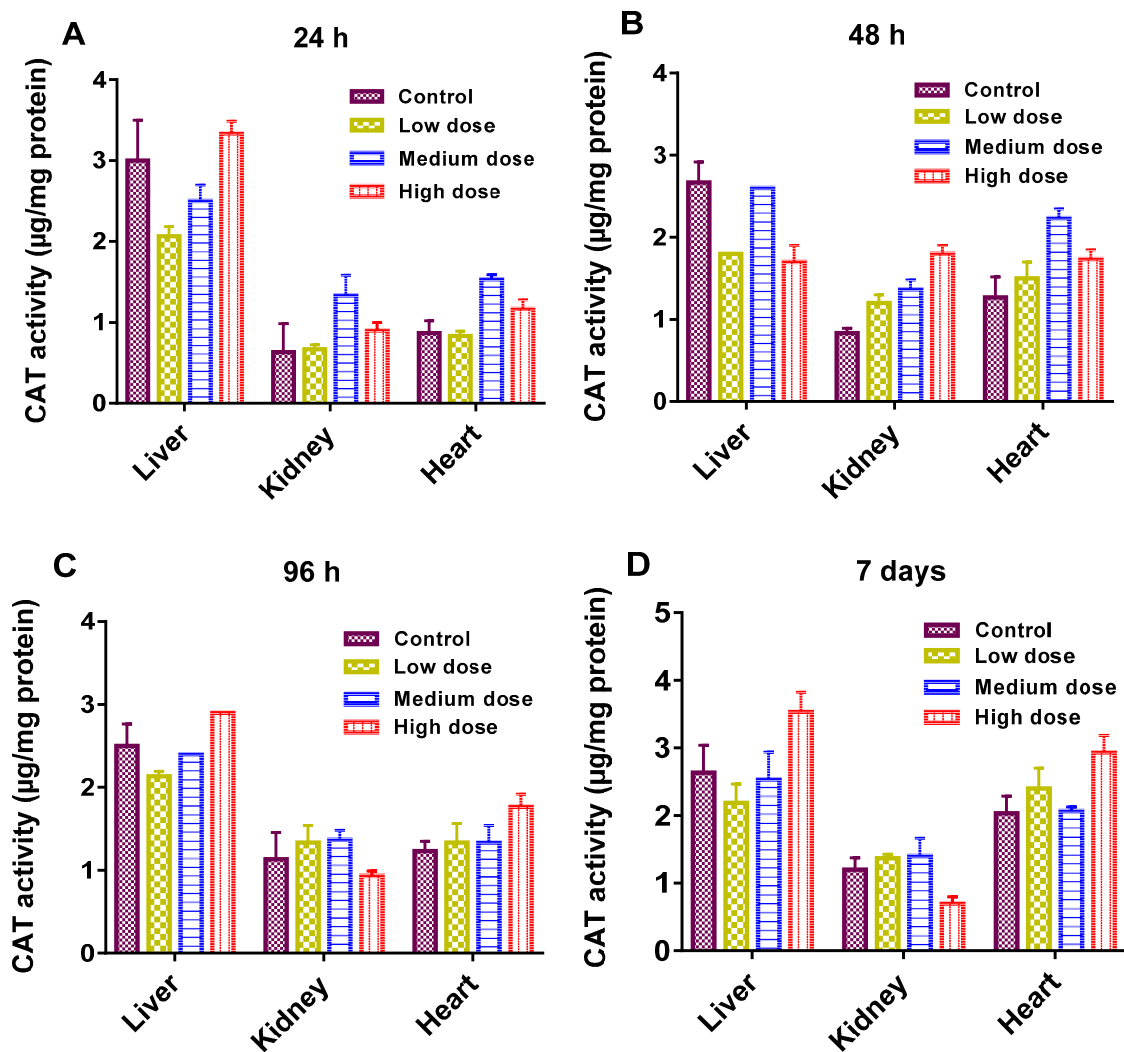 A
24 h
CAT activity (µg/mg protein)
4
3
2
1
0
Control
Low dose
Medium dose
High dose
Liver
Kidney
Heart
B
48 h
CAT activity (µg/mg protein)
4
3
2
1
0
Control
Low dose
Medium dose
High dose
Liver
Kidney
Heart
C
96 h
CAT activity (µg/mg protein)
4
3
2
1
0
Control
Low dose
Medium dose
High dose
Liver
Kidney
Heart
D
7 days
CAT activity (µg/mg protein)
5
4
3
2
1
0
Control
Low dose
Medium dose
High dose
Liver
Kidney
Heart